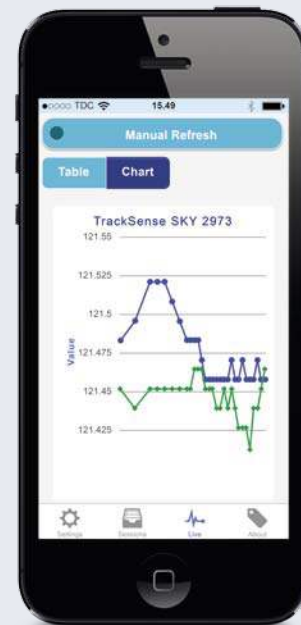 TDC 15.49
Manual Refresh
Table Chart
TrackSense SKY 2973
121.55
121.525
121.5
121.475
121.45
121.425
Value
Settings Sessions Live About